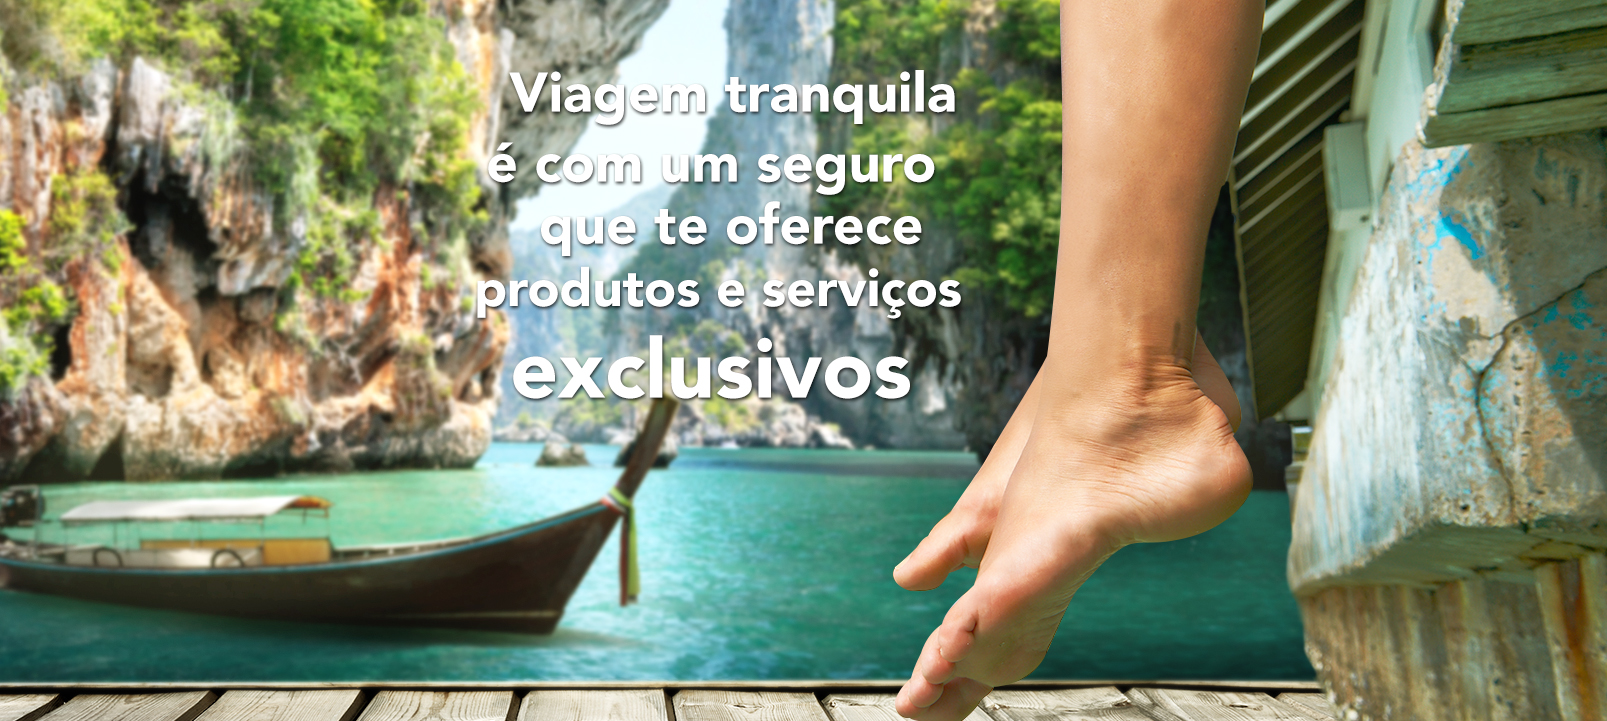 Viagem tranquila
é com um seguro
que te oferece
produtos e serviços
exclusivos